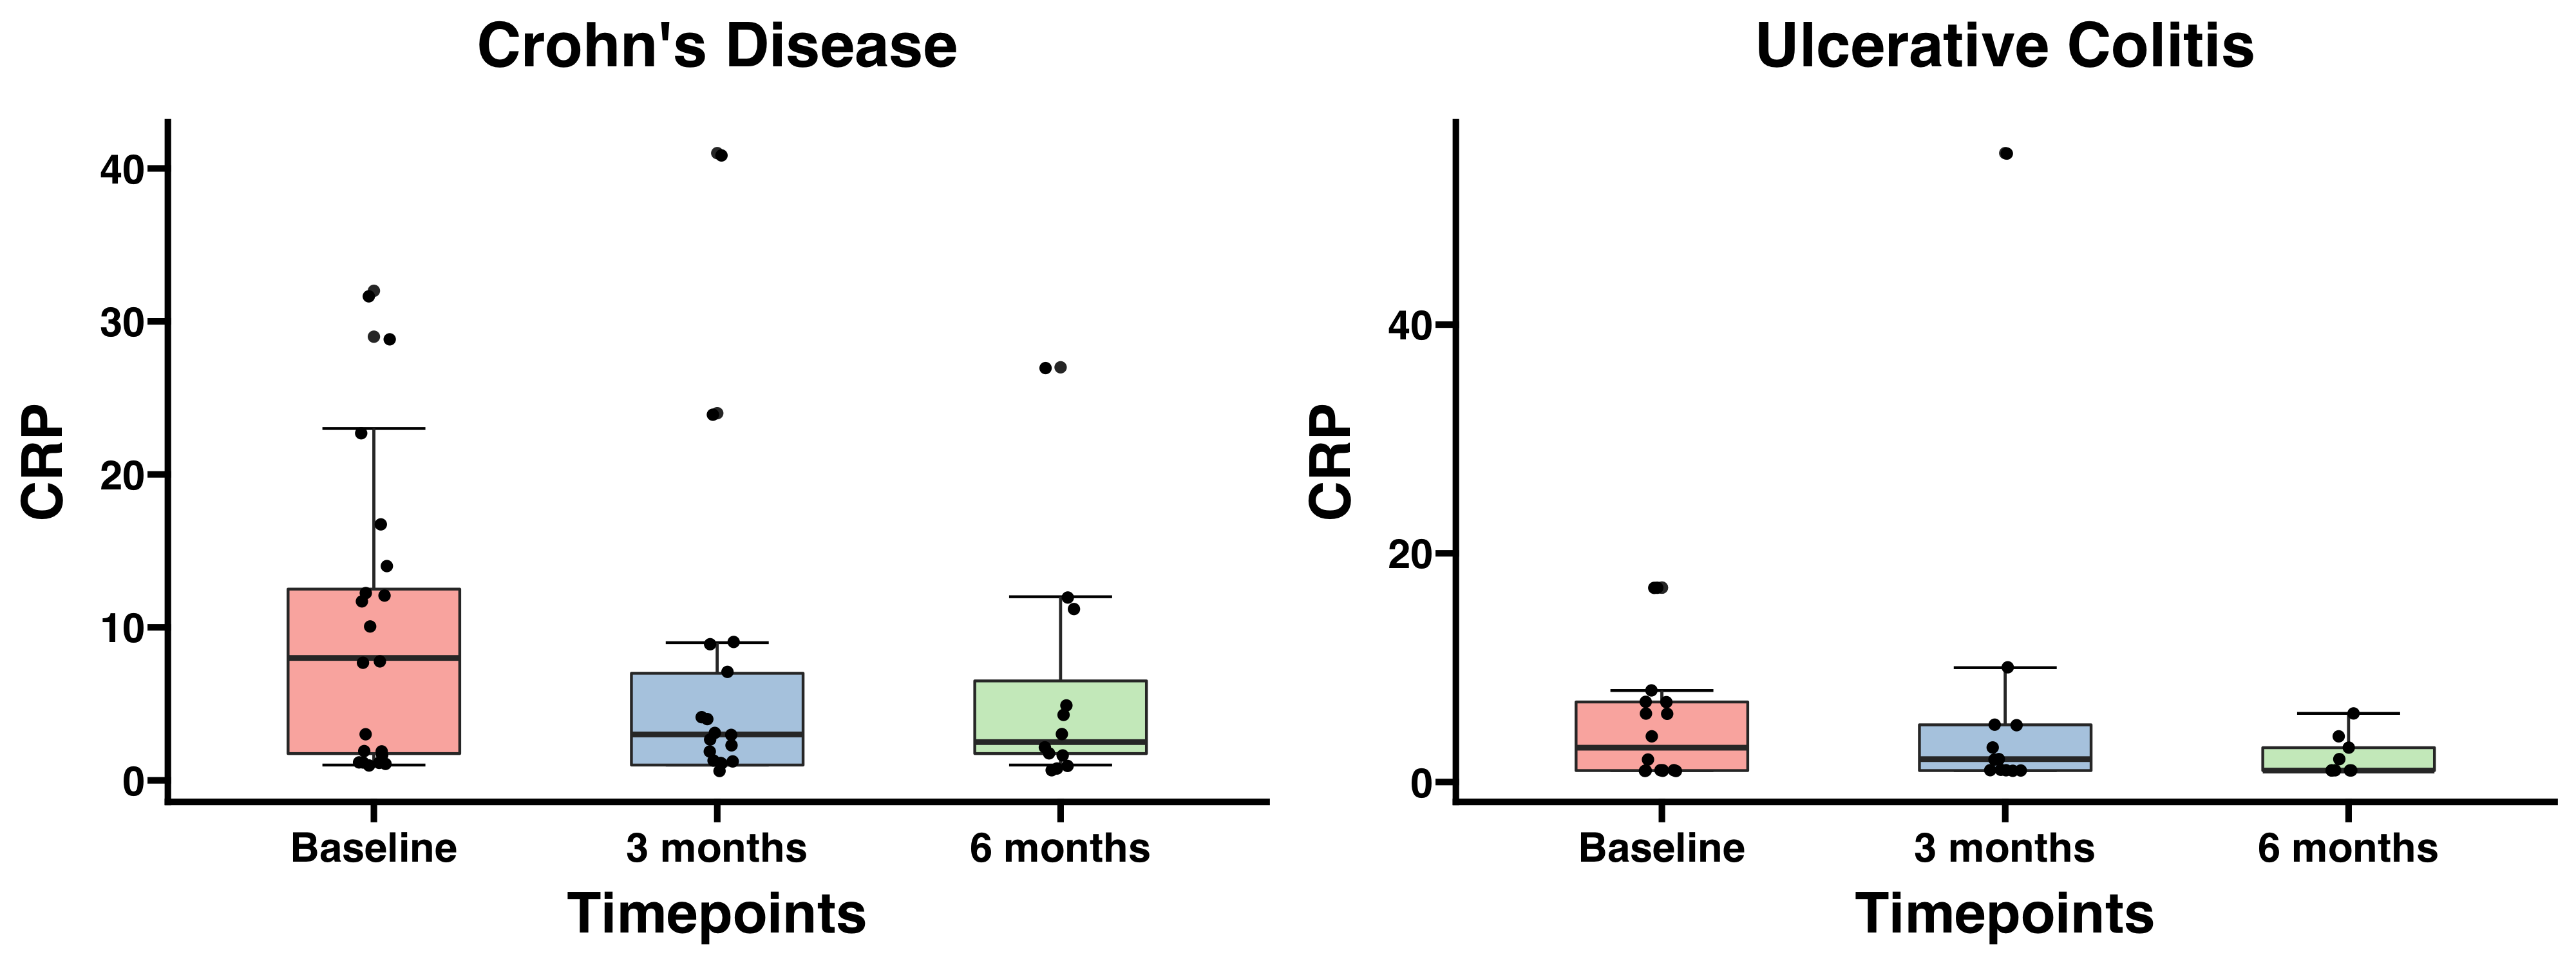 Crohn's Disease
CRP
40
30
20
10
0
Baseline 3 months 6 months
Timepoints
Ulcerative Colitis
CRP
40
20
0
Baseline 3 months 6 months
Timepoints